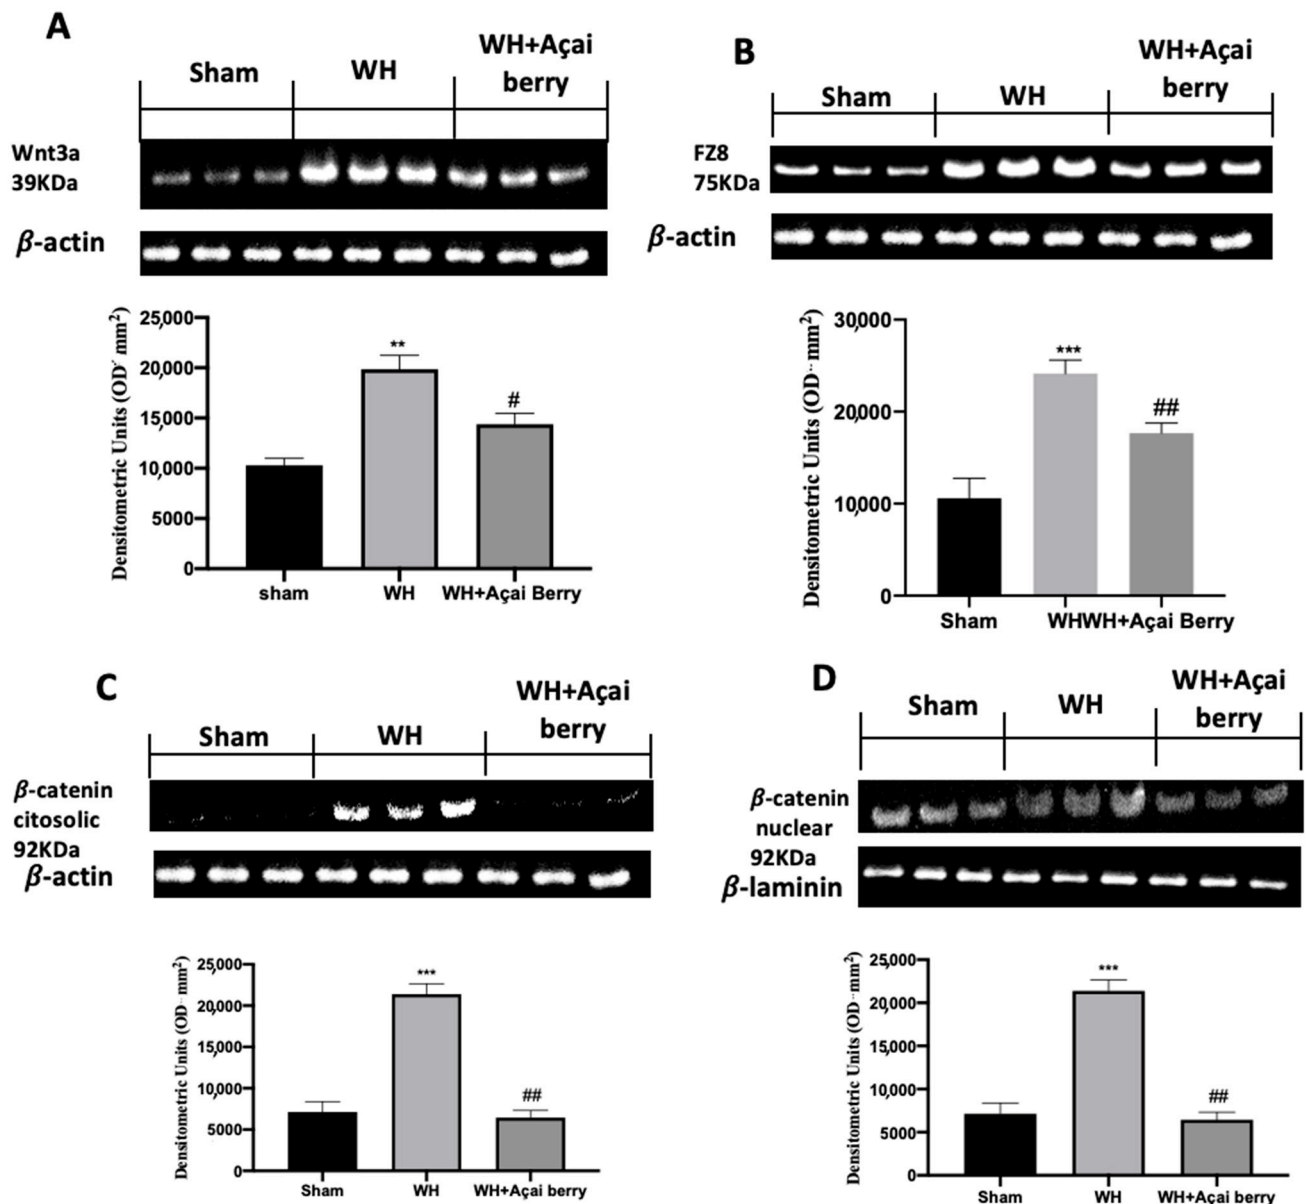 A
Sham
WH
WH+Açai
berry
Wnt3a
39KDa
β-actin
Densitometric Units (OD· mm²)
25,000
20,000
15,000
10,000
5000
0
**
#
sham
WH
WH+Açai Berry
B
Sham
WH
WH+Açai
berry
FZ8
75KDa
β-actin
Densitometric Units (OD·· mm²)
30,000
20,000
10,000
0
***
##
Sham
WHWH+Açai Berry
C
Sham
WH
WH+Açai
berry
β-catenin
citosolic
92KDa
β-actin
Densitometric Units (OD·· mm²)
25,000
20,000
15,000
10,000
5000
0
***
##
Sham
WH
WH+Açai berry
D
Sham
WH
WH+Açai
berry
β-catenin
nuclear
92KDa
β-laminin
Densitometric Units (OD·· mm²)
25,000
20,000
15,000
10,000
5000
0
***
##
Sham
WH
WH+Açai berry